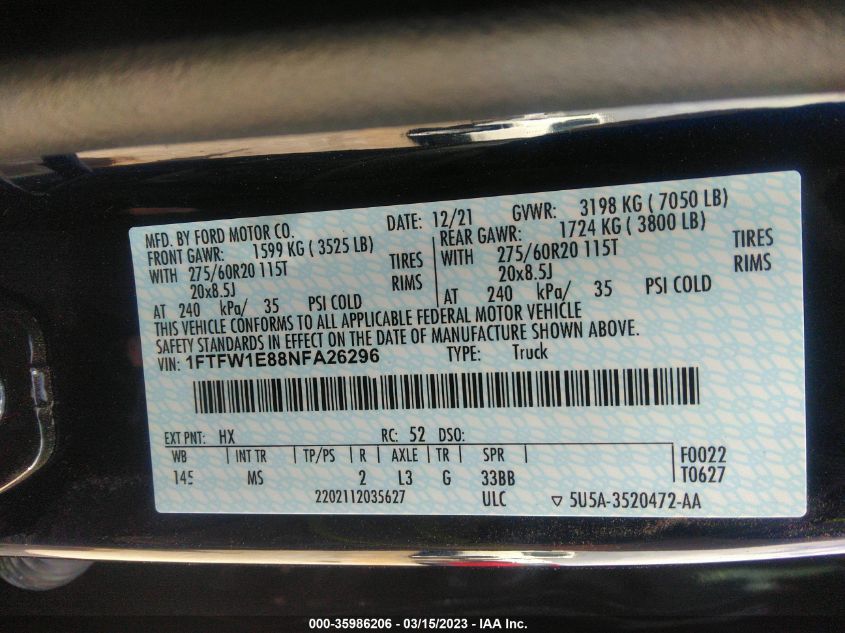 MFD. BY FORD MOTOR CO. DATE: 12/21 GVWR: 3198 KG ( 7050 LB)
FRONT GAWR: 1599 KG ( 3525 LB) REAR GAWR: 1724 KG ( 3800 LB)
WITH 275/60R20 115T TIRES WITH 275/60R20 115T TIRES
20x8.5J RIMS 20x8.5J RIMS
AT 240 kPa/ 35 PSI COLD AT 240 kPa/ 35 PSI COLD
THIS VEHICLE CONFORMS TO ALL APPLICABLE FEDERAL MOTOR VEHICLE
SAFETY STANDARDS IN EFFECT ON THE DATE OF MANUFACTURE SHOWN ABOVE.
VIN: 1FTFW1E88NFA26296 TYPE: Truck
EXT PNT: HX RC: 52 DSO:
WB INT TR TP/PS R AXLE TR SPR F0022
145 MS 2 L3 G 33BB T0627
2202112035627 ULC 5U5A-3520472-AA
000-35986206 - 03/15/2023 - IAA Inc.